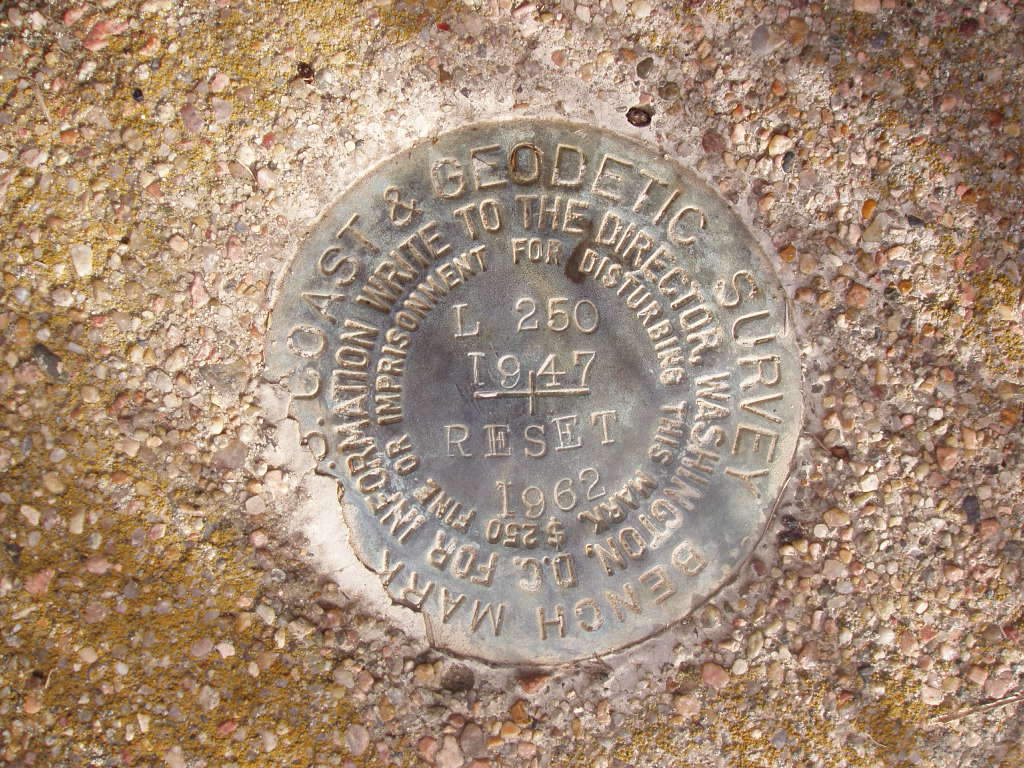 COAST & GEODETIC SURVEY
BENCH MARK
FOR INFORMATION WRITE TO THE DIRECTOR, WASHINGTON, D.C.
$250 FINE OR IMPRISONMENT FOR DISTURBING THIS MARK
L 250
1947
RESET
1962